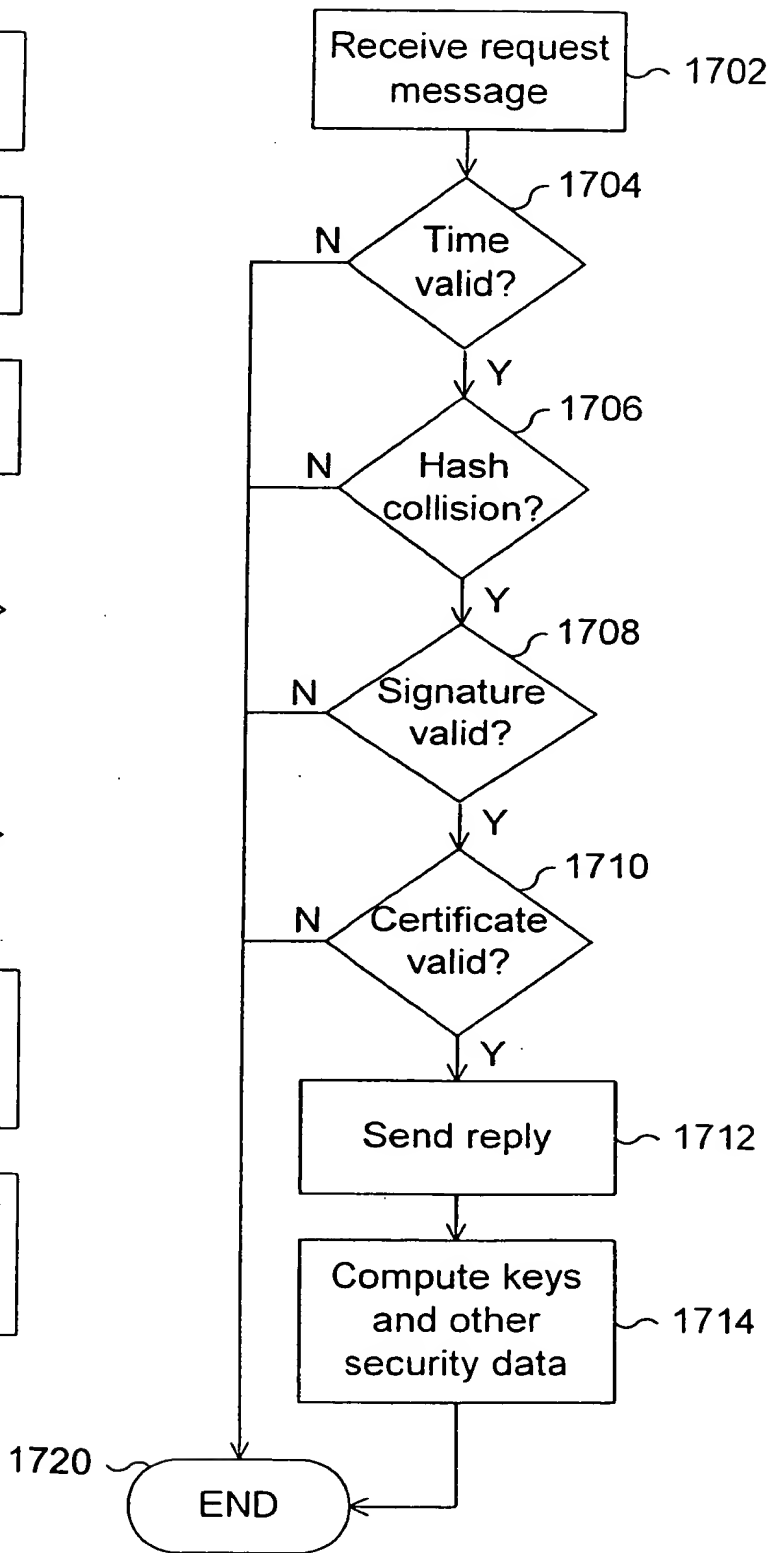 Receive request
message
1702
1704
N
Time
valid?
Y
1706
N
Hash
collision?
Y
1708
N
Signature
valid?
Y
1710
N
Certificate
valid?
Y
Send reply
1712
Compute keys
and other
security data
1714
1720
END